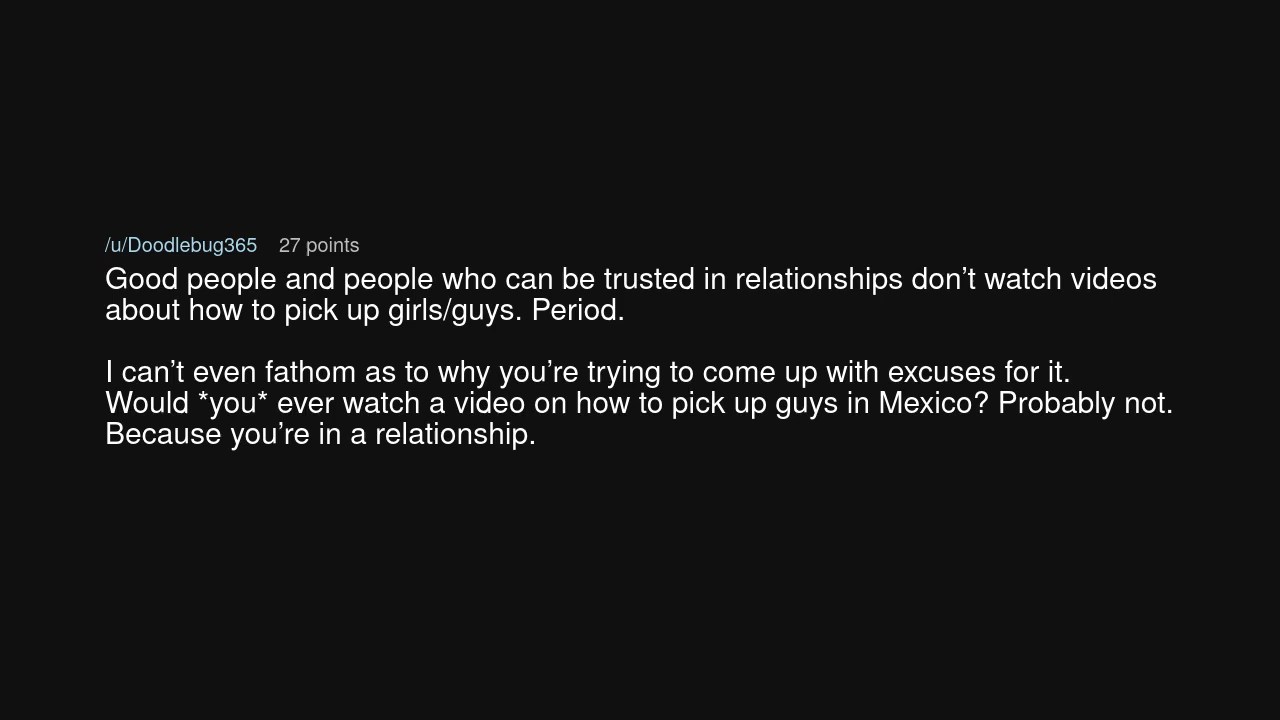 /u/Doodlebug365 27 points
Good people and people who can be trusted in relationships don’t watch videos
about how to pick up girls/guys. Period.
I can’t even fathom as to why you’re trying to come up with excuses for it.
Would *you* ever watch a video on how to pick up guys in Mexico? Probably not.
Because you’re in a relationship.